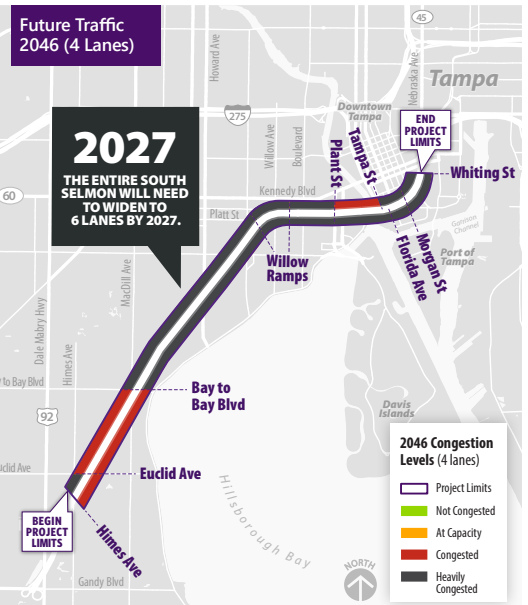 Future Traffic
2046 (4 Lanes)
45
Nebraska Ave
Tampa
Howard Ave
275
Downtown
Tampa
END
PROJECT
LIMITS
2027
THE ENTIRE SOUTH
SELMON WILL NEED
TO WIDEN TO
6 LANES BY 2027.
Willow Ave
Boulevard
Plant St
Tampa St
Whiting St
60
Kennedy Blvd
Platt St
Willow
Ramps
Florida Ave
Morgan St
Port of
Tampa
MacDill Ave
Dale Mabry Hwy
Himes Ave
to Bay Blvd
Bay to
Bay Blvd
92
Davis
Islands
Euclid Ave
BEGIN
PROJECT
LIMITS
Himes Ave
Gandy Blvd
Hillsborough Bay
NORTH
2046 Congestion
Levels (4 lanes)
Project Limits
Not Congested
At Capacity
Congested
Heavily
Congested